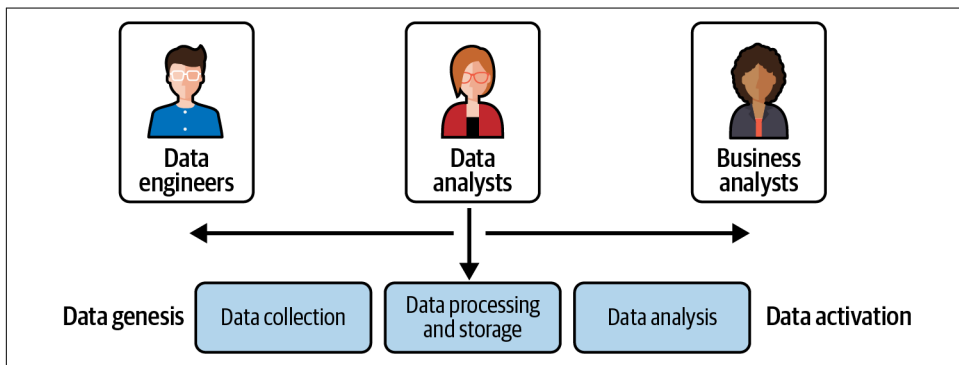 Data
engineers
Data
analysts
Business
analysts
Data genesis
Data collection
Data processing
and storage
Data analysis
Data activation